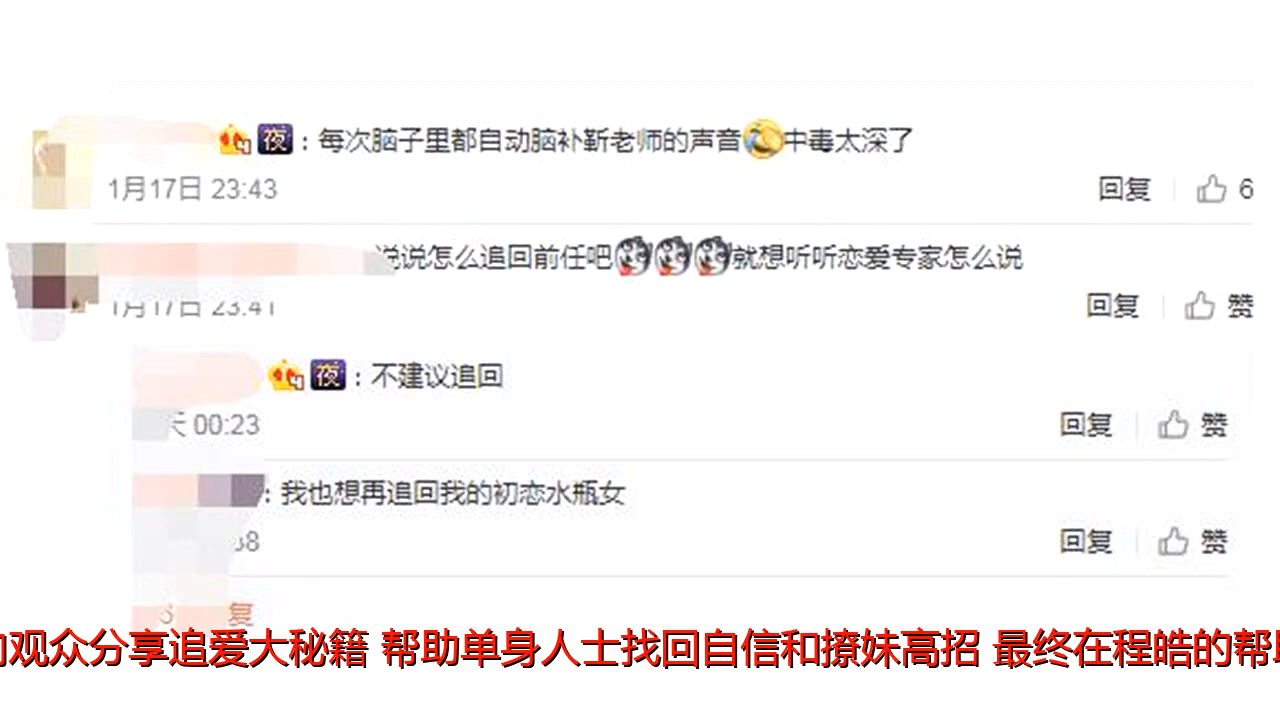 夜：每次脑子里都自动脑补靳老师的声音中毒太深了
1月17日 23:43
回复 6
说说怎么追回前任吧就想听听恋爱专家怎么说
1月17日 23:41
回复 赞
夜：不建议追回
天 00:23
回复 赞
：我也想再追回我的初恋水瓶女
38
回复 赞
复
观众分享追爱大秘籍 帮助单身人士找回自信和撩妹高招 最终在程皓的帮